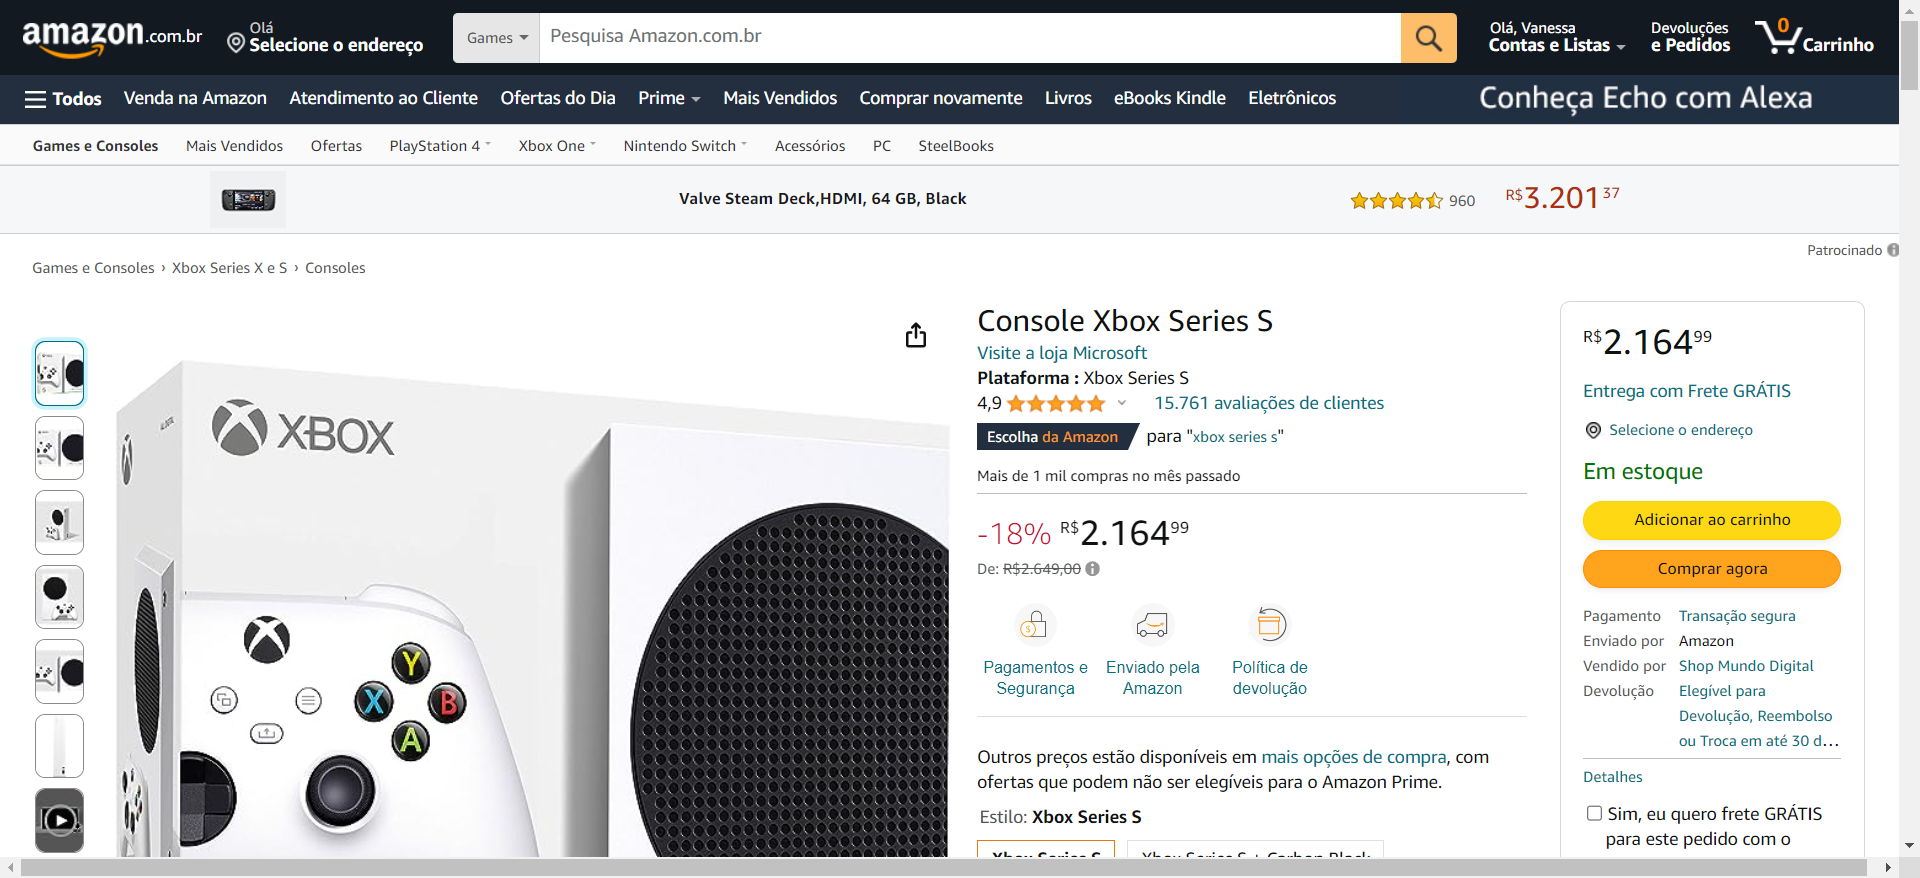 amazon.com.br
Olá
Selecione o endereço
Games
Pesquisa Amazon.com.br
Olá, Vanessa
Contas e Listas
Devoluções
e Pedidos
0
Carrinho
Todos
Venda na Amazon
Atendimento ao Cliente
Ofertas do Dia
Prime
Mais Vendidos
Comprar novamente
Livros
eBooks Kindle
Eletrônicos
Conheça Echo com Alexa
Games e Consoles
Mais Vendidos
Ofertas
PlayStation 4
Xbox One
Nintendo Switch
Acessórios
PC
SteelBooks
Valve Steam Deck,HDMI, 64 GB, Black
960
R$3.20137
Patrocinado
Games e Consoles › Xbox Series X e S › Consoles
XBOX
Y
X
B
A
Console Xbox Series S
Visite a loja Microsoft
Plataforma : Xbox Series S
4,9
15.761 avaliações de clientes
Escolha da Amazon
para "xbox series s"
Mais de 1 mil compras no mês passado
-18% R$2.16499
De: R$2.649,00
Pagamentos e
Segurança
Enviado pela
Amazon
Política de
devolução
Outros preços estão disponíveis em mais opções de compra, com
ofertas que podem não ser elegíveis para o Amazon Prime.
Estilo: Xbox Series S
Xbox Series S
Xbox Series S + Carbon Black
R$2.16499
Entrega com Frete GRÁTIS
Selecione o endereço
Em estoque
Adicionar ao carrinho
Comprar agora
Pagamento Transação segura
Enviado por Amazon
Vendido por Shop Mundo Digital
Devolução Elegível para
Devolução, Reembolso
ou Troca em até 30 d...
Detalhes
Sim, eu quero frete GRÁTIS
para este pedido com o